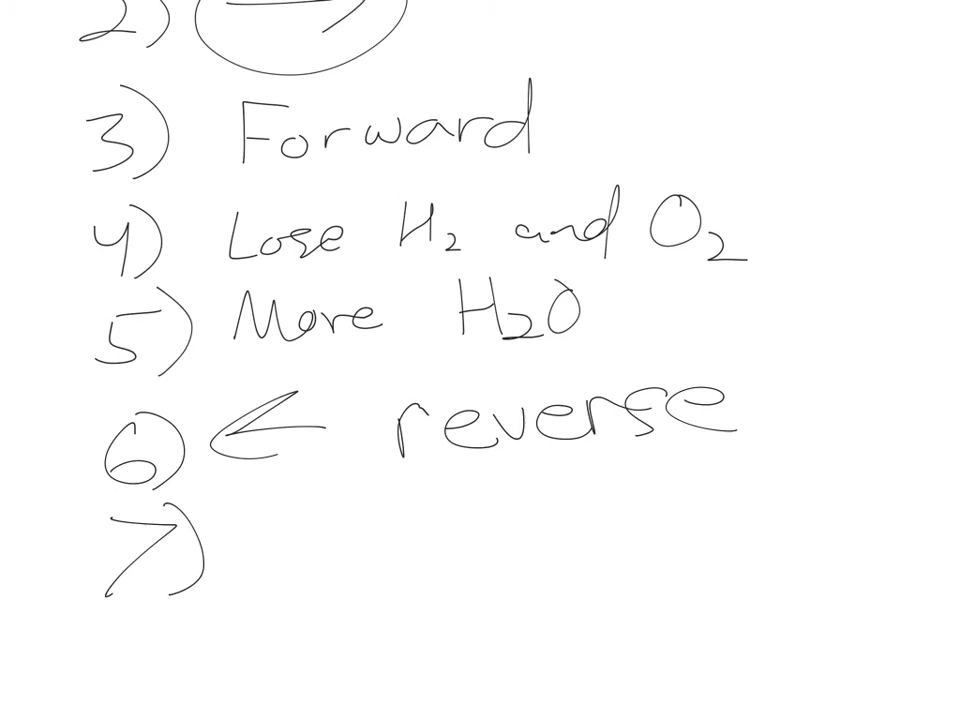 2) →
3) Forward
4) Lose H₂ and O₂
5) More H₂O
6) ← reverse
7)